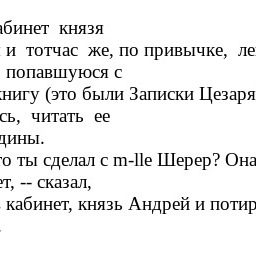 абинет князя
и тотчас же, по привычке, ле
попавшуюся с
книгу (это были Записки Цезаря
сь, читать ее
дины.
то ты сделал с m-lle Шерер? Она
ет, -- сказал,
кабинет, князь Андрей и потир